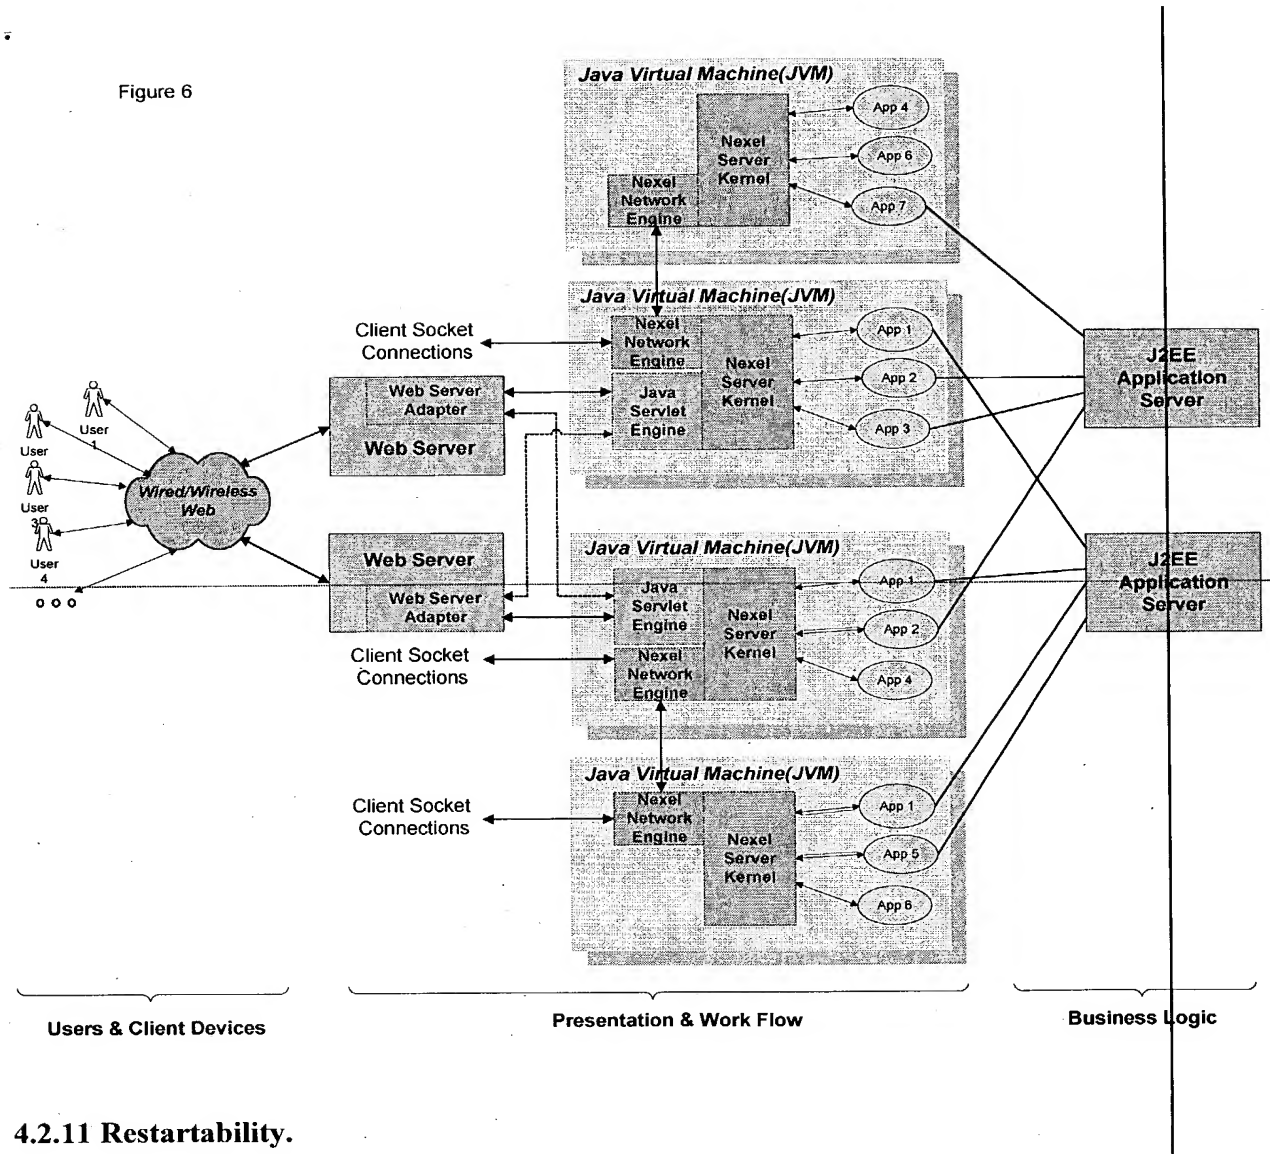 Figure 6
Java Virtual Machine(JVM)
Nexel
Server
Kernel
Nexel
Network
Engine
App 4
App 6
App 7
Java Virtual Machine(JVM)
Client Socket
Connections
Nexel
Network
Engine
Java
Servlet
Engine
Nexel
Server
Kernel
App 1
App 2
App 3
J2EE
Application
Server
Web Server
Adapter
Web Server
User
1
User
User
3
User
4
o o o
Wired/Wireless
Web
Web Server
Web Server
Adapter
Client Socket
Connections
Java Virtual Machine(JVM)
Java
Servlet
Engine
Nexel
Network
Engine
Nexel
Server
Kernel
App 1
App 2
App 4
J2EE
Application
Server
Java Virtual Machine(JVM)
Client Socket
Connections
Nexel
Network
Engine
Nexel
Server
Kernel
App 1
App 5
App 6
Users & Client Devices
Presentation & Work Flow
Business Logic
4.2.11 Restartability.